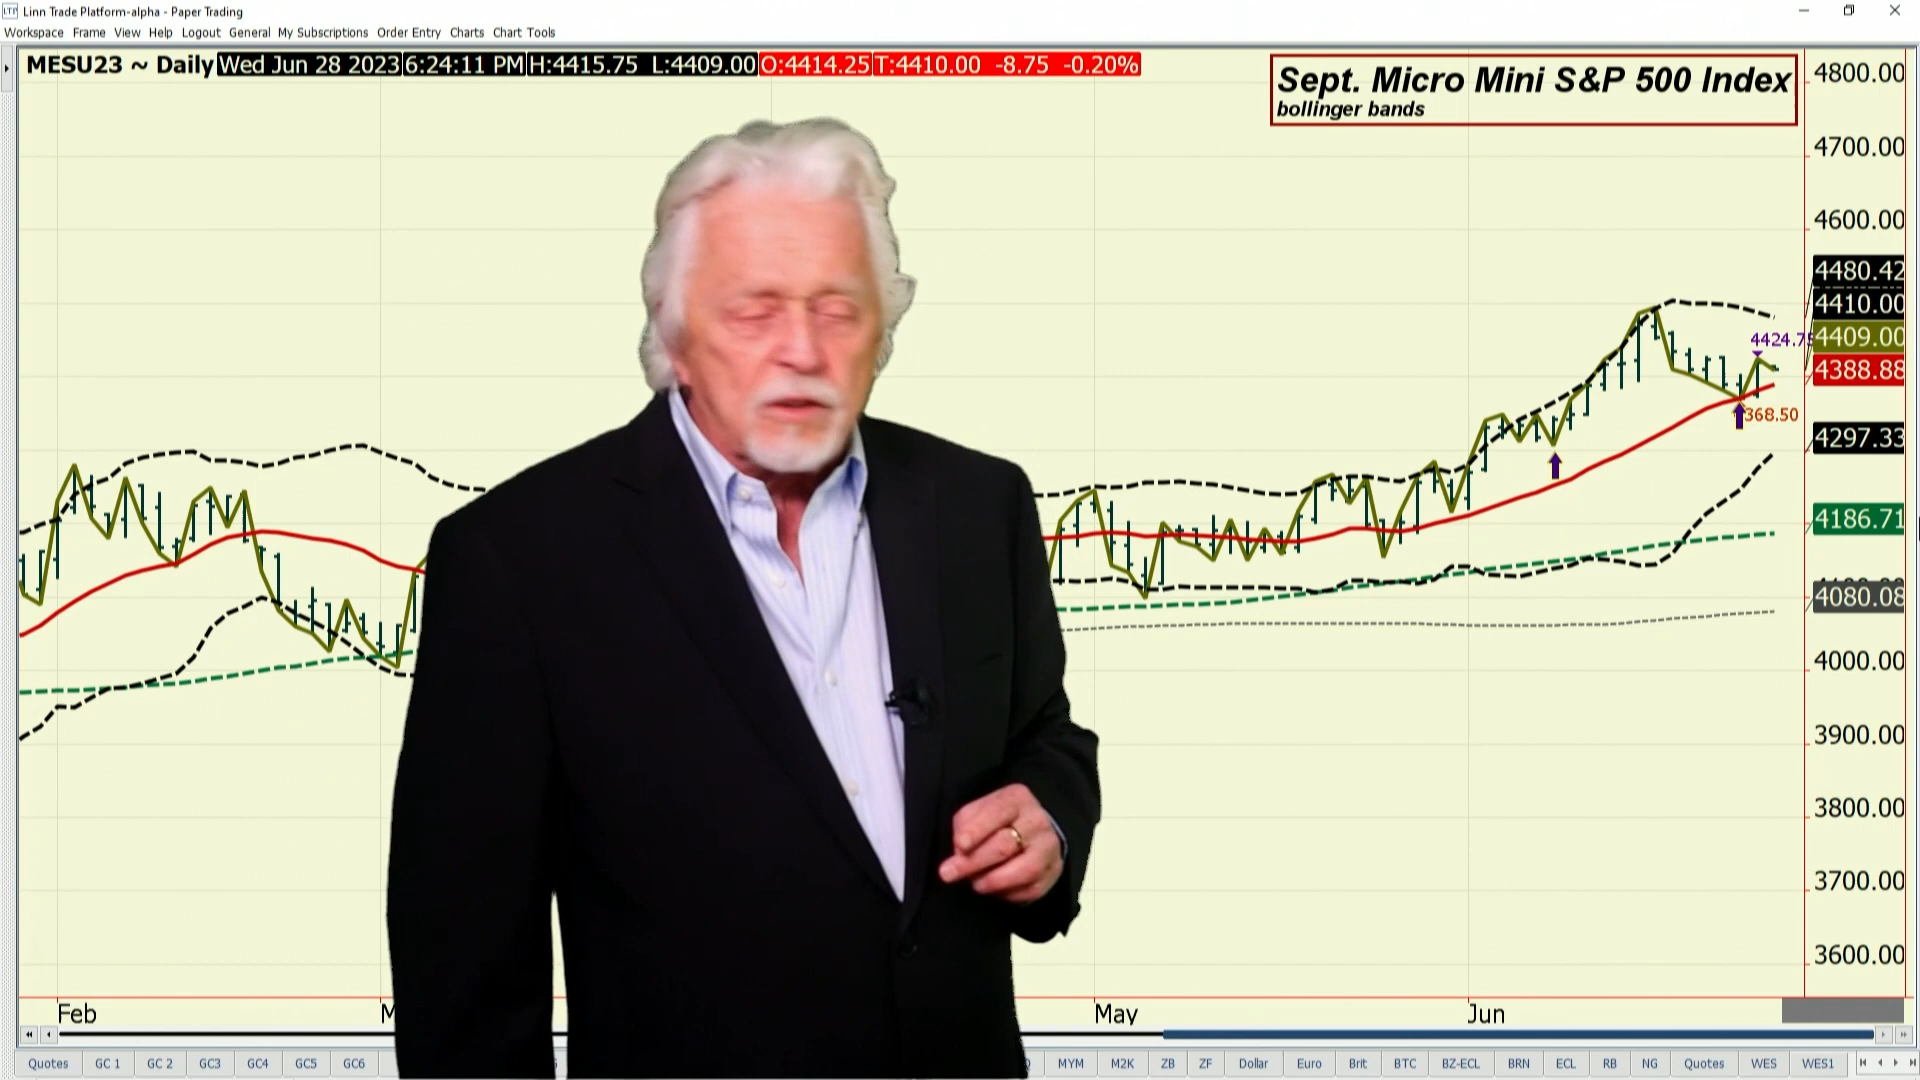 LTP Linn Trade Platform-alpha - Paper Trading
Workspace Frame View Help Logout General My Subscriptions Order Entry Charts Chart Tools
MESU23 ~ Daily Wed Jun 28 2023 6:24:11 PM H:4415.75 L:4409.00 O:4414.25 T:4410.00 -8.75 -0.20%
Sept. Micro Mini S&P 500 Index
bollinger bands
4800.00
4700.00
4600.00
4480.42
4410.00
4409.00
4424.75
4388.88
368.50
4297.33
4186.71
4080.08
4000.00
3900.00
3800.00
3700.00
3600.00
Feb M May Jun
Quotes GC 1 GC 2 GC3 GC4 GC5 GC6 MYM M2K ZB ZF Dollar Euro Brit BTC BZ-ECL BRN ECL RB NG Quotes WES WES1